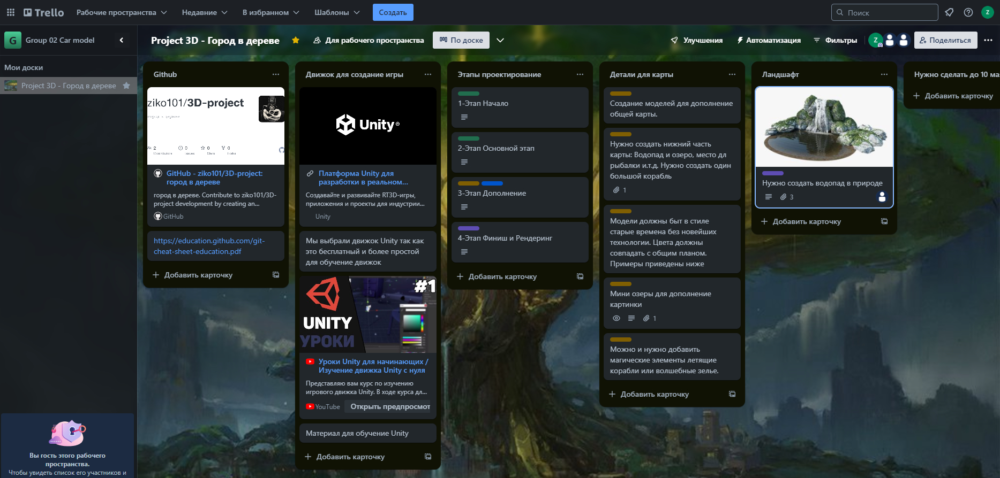 Trello
Рабочие пространства
Недавние
В избранном
Шаблоны
Создать
Поиск
Z
G
Group 02 Car model
Мои доски
Project 3D - Город в дереве
Вы гость этого рабочего
пространства.
Чтобы увидеть список его участников и
Project 3D - Город в дереве
Для рабочего пространства
По доске
Улучшения
Автоматизация
Фильтры
Z
Поделиться
Github
ziko101/3D-project
город в дереве
2
Contributors
0
Issues
0
Stars
0
Forks
GitHub - ziko101/3D-project:
город в дереве
город в дереве. Contribute to ziko101/3D-
project development by creating an...
GitHub
https://education.github.com/git-
cheat-sheet-education.pdf
Добавить карточку
Движок для создание игры
Unity®
Платформа Unity для
разработки в реальном...
Создавайте и развивайте RT3D-игры,
приложения и проекты для индустрии...
Unity
Мы выбрали движок Unity так как
это бесплатный и более простой
для обучение движок
#1
UNITY
УРОКИ
Уроки Unity для начинающих /
Изучение движка Unity с нуля
Представляю вам курс по изучению
игрового движка Unity. В ходе курса дл...
YouTube
Открыть предпросмот
Материал для обучение Unity
Добавить карточку
Этапы проектирование
1-Этап Начало
2-Этап Основной этап
3-Этап Дополнение
4-Этап Финиш и Рендеринг
Добавить карточку
Детали для карты
Создание моделей для дополнение
общей карты.
Нужно создать нижний часть
карты: Водопад и озеро, место дл
рыбалки и.т.д. Нужно создать один
большой корабль
1
Модели должны быт в стиле
старые времена без новейших
технологии. Цвета должны
совпадать с общим планом.
Примеры приведены ниже
Мини озеры для дополнение
картинки
1
Можно и нужно добавить
магические элементы летящие
корабли или волшебные зелье.
Добавить карточку
Ландшафт
Нужно создать водопад в природе
3
Добавить карточку
Нужно сделать до 10 ма
Добавить карточку